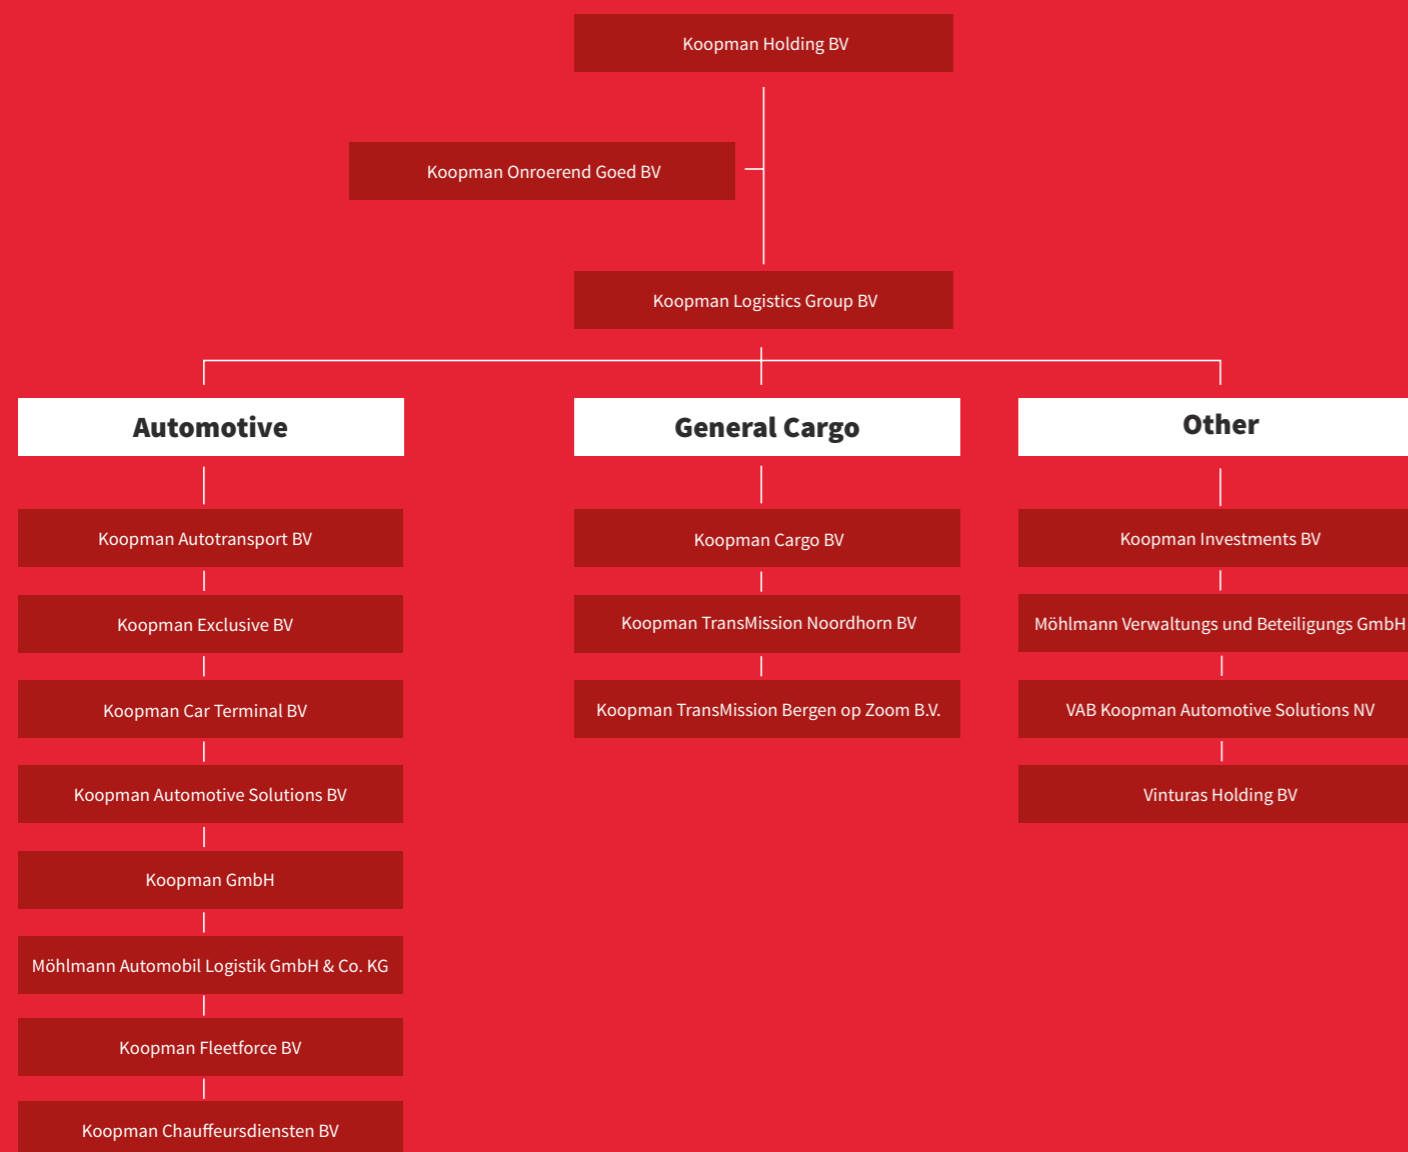 Koopman Holding BV
Koopman Onroerend Goed BV
Koopman Logistics Group BV
Automotive
Koopman Autotransport BV
Koopman Exclusive BV
Koopman Car Terminal BV
Koopman Automotive Solutions BV
Koopman GmbH
Möhlmann Automobil Logistik GmbH & Co. KG
Koopman Fleetforce BV
Koopman Chauffeursdiensten BV
General Cargo
Koopman Cargo BV
Koopman TransMission Noordhorn BV
Koopman TransMission Bergen op Zoom B.V.
Other
Koopman Investments BV
Möhlmann Verwaltungs und Beteiligungs GmbH
VAB Koopman Automotive Solutions NV
Vinturas Holding BV